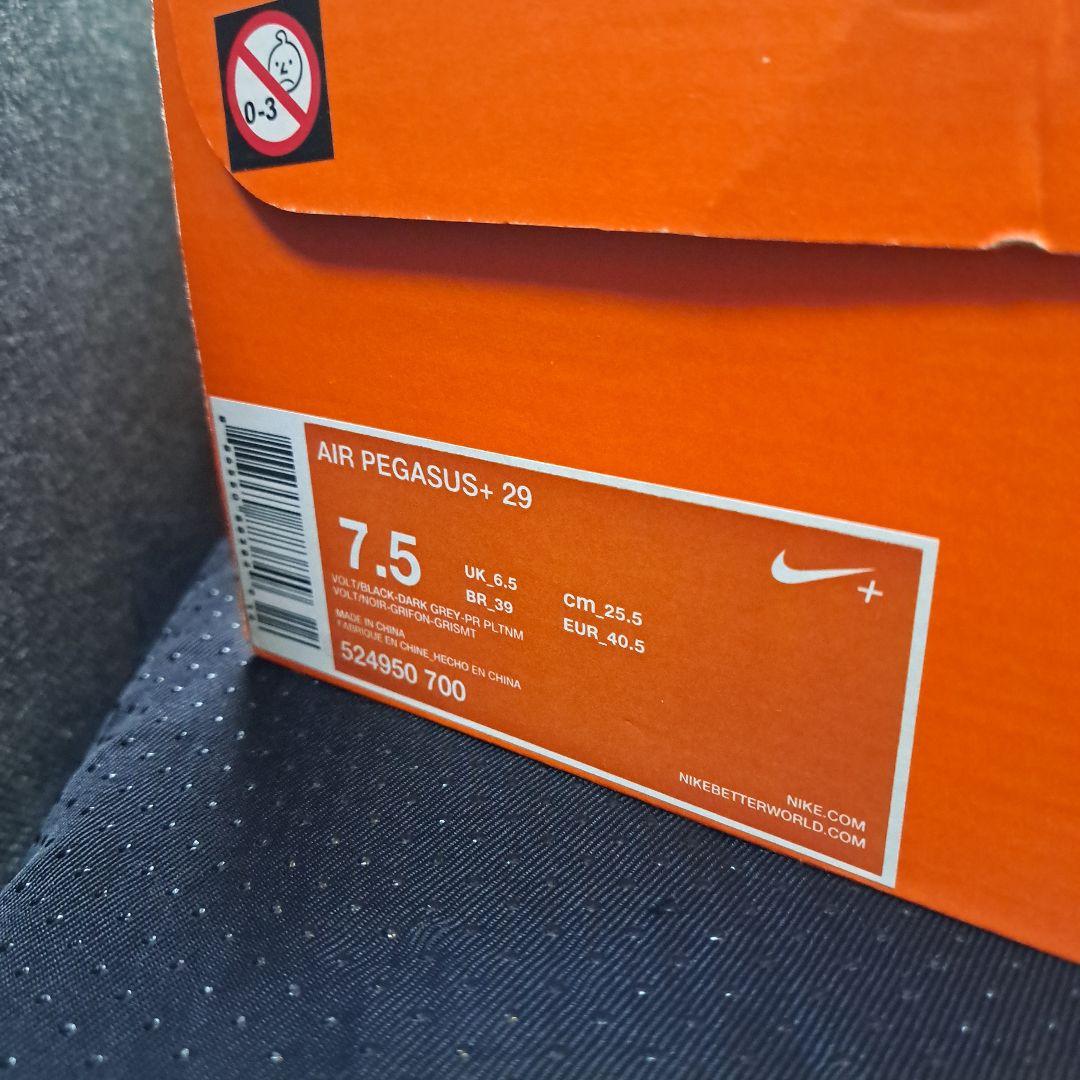 0-3
AIR PEGASUS+ 29
7.5
UK_6.5
BR_39
cm_25.5
EUR_40.5
VOLT/BLACK-DARK GREY-PR PLTNM
VOLT/NOIR-GRIFON-GRISMT
MADE IN CHINA
FABRIQUE EN CHINE_HECHO EN CHINA
524950 700
NIKE.COM
NIKEBETTERWORLD.COM